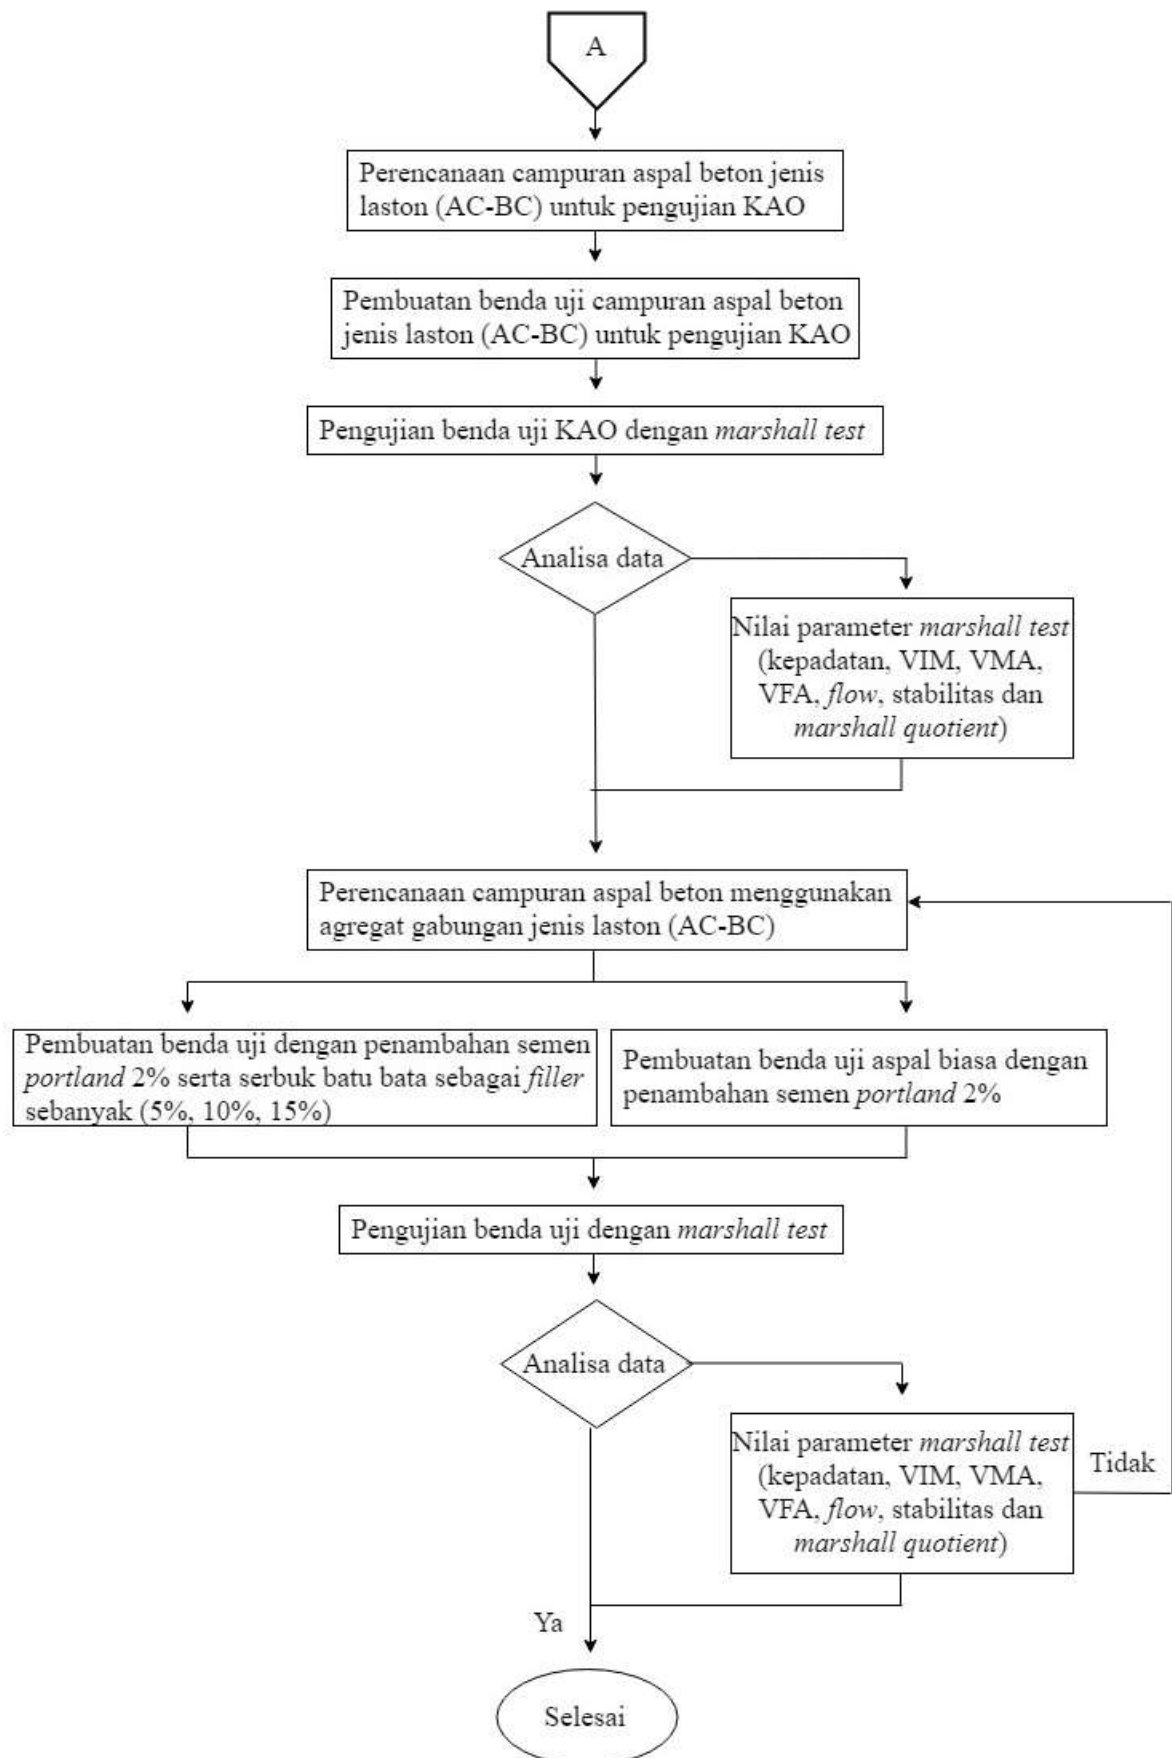 A
Perencanaan campuran aspal beton jenis
laston (AC-BC) untuk pengujian KAO
Pembuatan benda uji campuran aspal beton
jenis laston (AC-BC) untuk pengujian KAO
Pengujian benda uji KAO dengan marshall test
Analisa data
Nilai parameter marshall test
(kepadatan, VIM, VMA,
VFA, flow, stabilitas dan
marshall quotient)
Perencanaan campuran aspal beton menggunakan
agregat gabungan jenis laston (AC-BC)
Pembuatan benda uji dengan penambahan semen
portland 2% serta serbuk batu bata sebagai filler
sebanyak (5%, 10%, 15%)
Pembuatan benda uji aspal biasa dengan
penambahan semen portland 2%
Pengujian benda uji dengan marshall test
Analisa data
Nilai parameter marshall test
(kepadatan, VIM, VMA,
VFA, flow, stabilitas dan
marshall quotient)
Tidak
Ya
Selesai